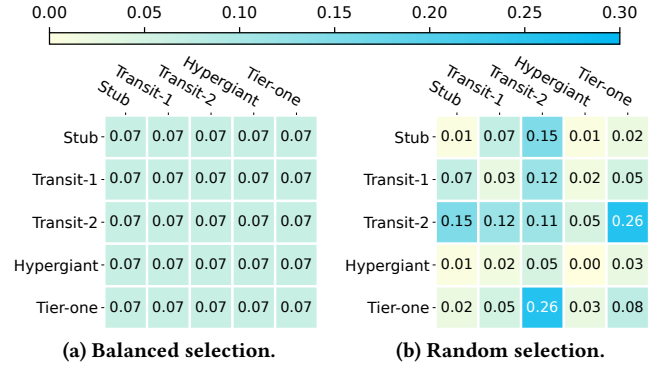 0.00 0.05 0.10 0.15 0.20 0.25 0.30
Stub Transit-1 Transit-2 Hypergiant Tier-one
Stub 0.07 0.07 0.07 0.07 0.07
Transit-1 0.07 0.07 0.07 0.07 0.07
Transit-2 0.07 0.07 0.07 0.07 0.07
Hypergiant 0.07 0.07 0.07 0.07 0.07
Tier-one 0.07 0.07 0.07 0.07 0.07
(a) Balanced selection.
Stub Transit-1 Transit-2 Hypergiant Tier-one
Stub 0.01 0.07 0.15 0.01 0.02
Transit-1 0.07 0.03 0.12 0.02 0.05
Transit-2 0.15 0.12 0.11 0.05 0.26
Hypergiant 0.01 0.02 0.05 0.00 0.03
Tier-one 0.02 0.05 0.26 0.03 0.08
(b) Random selection.